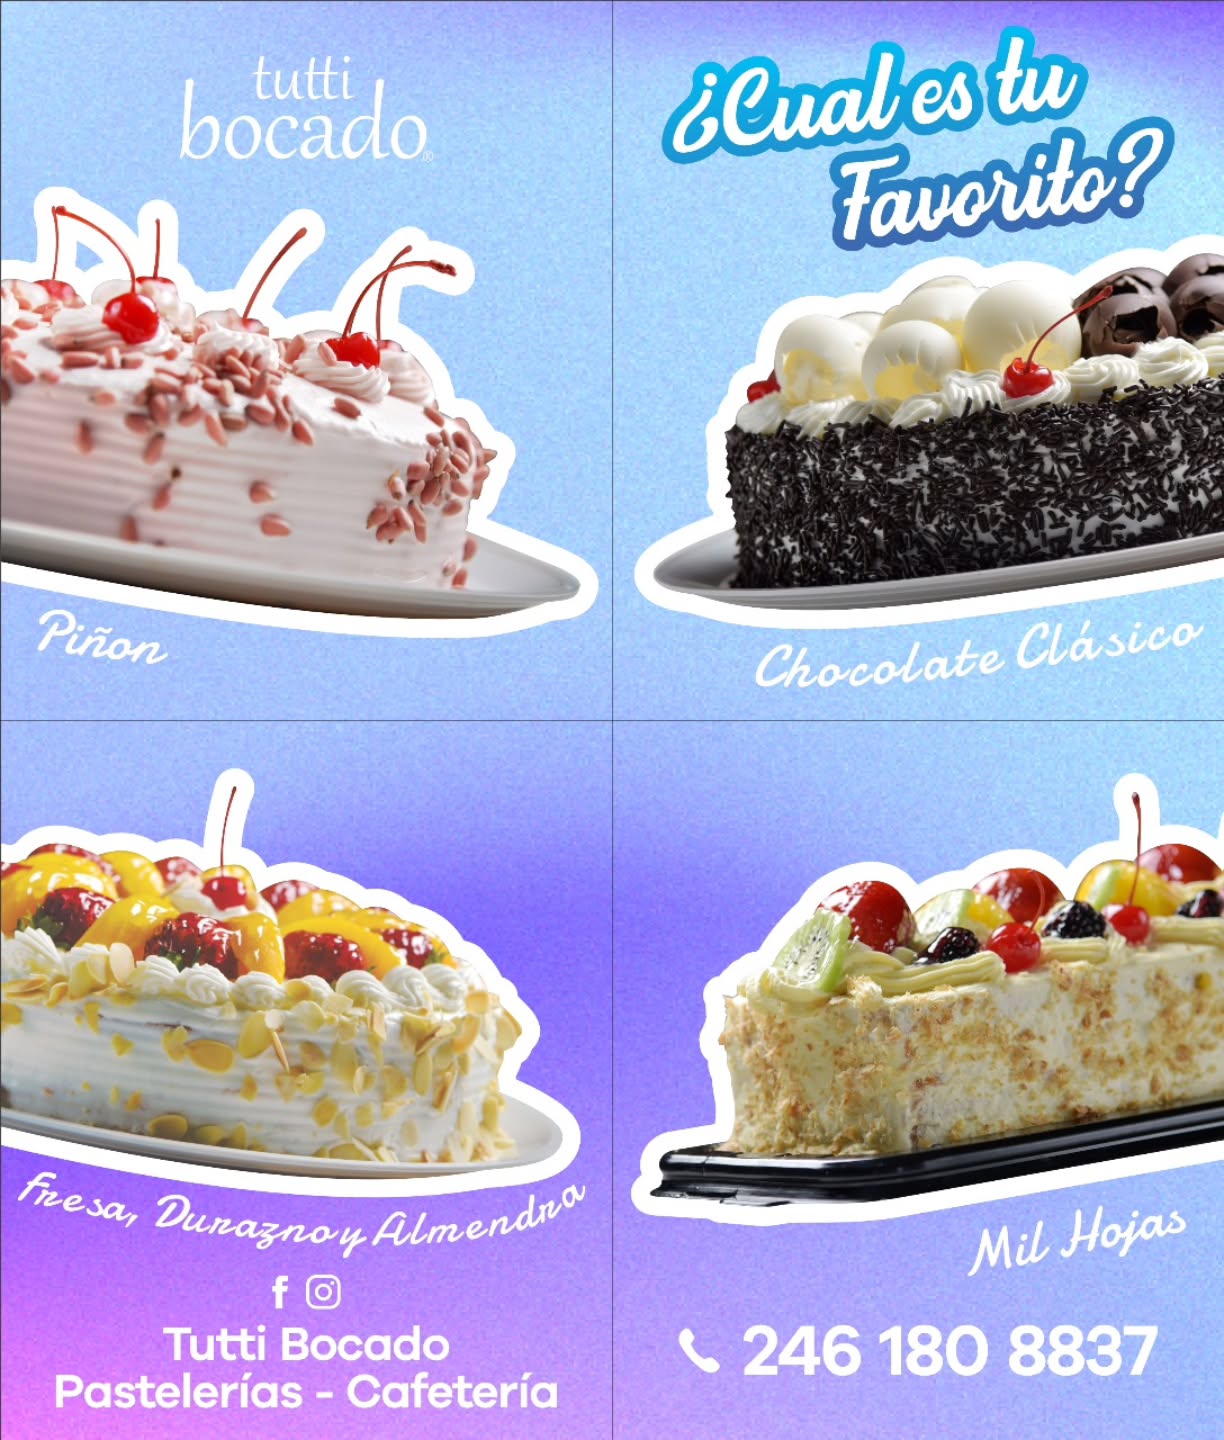 tutti
bocado®
¿Cual es tu
Favorito?
Piñon
Chocolate Clásico
Fresa, Durazno y Almendra
Mil Hojas
Tutti Bocado
Pastelerías - Cafetería
246 180 8837